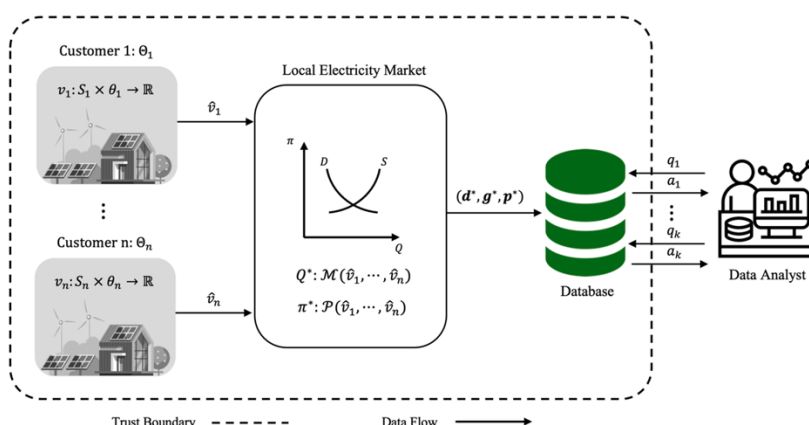 Customer 1: Θ₁
v₁: S₁ × θ₁ → ℝ
v̂₁
⋮
Customer n: Θₙ
vₙ: Sₙ × θₙ → ℝ
v̂ₙ
Local Electricity Market
π
D
S
Q
Q*: ℳ(v̂₁, ⋯, v̂ₙ)
π*: 𝒫(v̂₁, ⋯, v̂ₙ)
(d*, g*, p*)
Database
q₁
a₁
⋮
qₖ
aₖ
Data Analyst
Trust Boundary
Data Flow